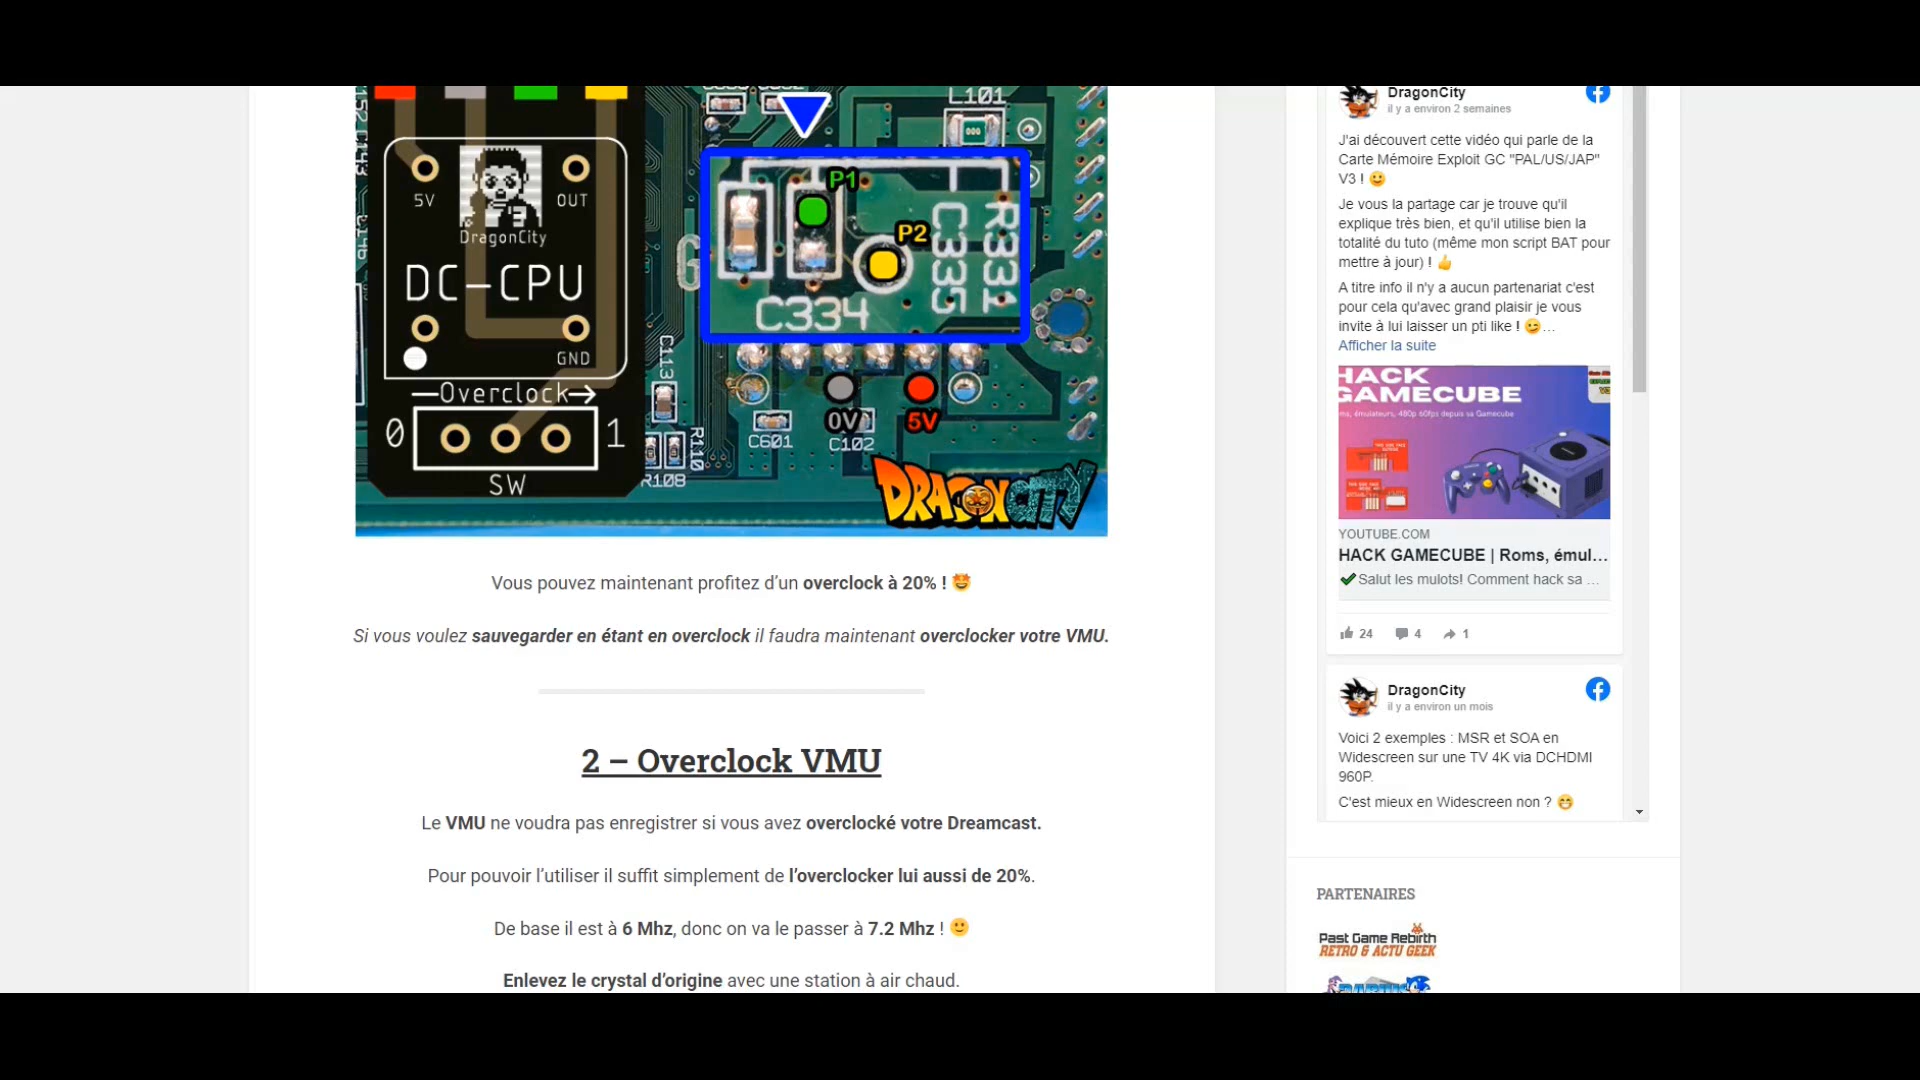 L101
5V
OUT
DragonCity
DC-CPU
GND
Overclock
0
1
SW
P1
P2
C334
C335
R331
C113
R110
R108
C601
C102
0V
5V
DRAGONCITY
Vous pouvez maintenant profitez d’un overclock à 20% ! 🤩
Si vous voulez sauvegarder en étant en overclock il faudra maintenant overclocker votre VMU.
2 – Overclock VMU
Le VMU ne voudra pas enregistrer si vous avez overclocké votre Dreamcast.
Pour pouvoir l’utiliser il suffit simplement de l’overclocker lui aussi de 20%.
De base il est à 6 Mhz, donc on va le passer à 7.2 Mhz ! 🙂
Enlevez le crystal d’origine avec une station à air chaud.
DragonCity
il y a environ 2 semaines
J'ai découvert cette vidéo qui parle de la
Carte Mémoire Exploit GC "PAL/US/JAP"
V3 ! 😉
Je vous la partage car je trouve qu'il
explique très bien, et qu'il utilise bien la
totalité du tuto (même mon script BAT pour
mettre à jour) ! 👍
A titre info il n'y a aucun partenariat c'est
pour cela qu'avec grand plaisir je vous
invite à lui laisser un pti like ! 😉…
Afficher la suite
HACK
GAMECUBE
ms, émulateurs, 480p 60fps depuis sa Gamecube
YOUTUBE.COM
HACK GAMECUBE | Roms, émul...
✔Salut les mulots! Comment hack sa ...
24
4
1
DragonCity
il y a environ un mois
Voici 2 exemples : MSR et SOA en
Widescreen sur une TV 4K via DCHDMI
960P.
C'est mieux en Widescreen non ? 😁
PARTENAIRES
Past Game Rebirth
RETRO & ACTU GEEK